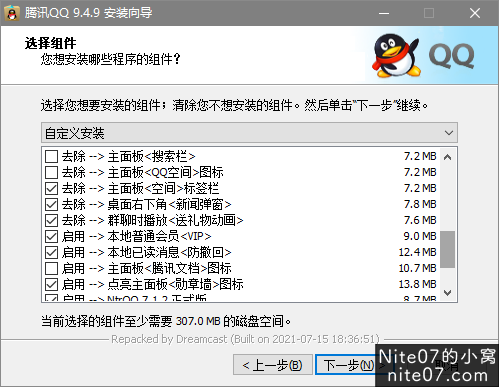 腾讯QQ 9.4.9 安装向导
选择组件
您想安装哪些程序的组件?
QQ
选择您想要安装的组件；清除您不想安装的组件。然后单击“下一步”继续。
自定义安装
去除 --> 主面板<搜索栏> 7.2 MB
去除 --> 主面板<QQ空间>图标 7.2 MB
去除 --> 主面板<空间>标签栏 7.2 MB
去除 --> 桌面右下角<新闻弹窗> 7.8 MB
去除 --> 群聊时播放<送礼物动画> 7.6 MB
启用 --> 本地普通会员<VIP> 9.0 MB
启用 --> 本地已读消息<防撤回> 12.4 MB
启用 --> 主面板<腾讯文档>图标 10.7 MB
启用 --> 点亮主面板<勋章墙>图标 13.8 MB
启用 --> NtrQQ 7.1.2 正式版 8.7 MB
当前选择的组件至少需要 307.0 MB 的磁盘空间。
Repacked by Dreamcast (Built on 2021-07-15 18:36:51)
< 上一步(B)
下一步(N) >
Nite07的小窝
nite07.com